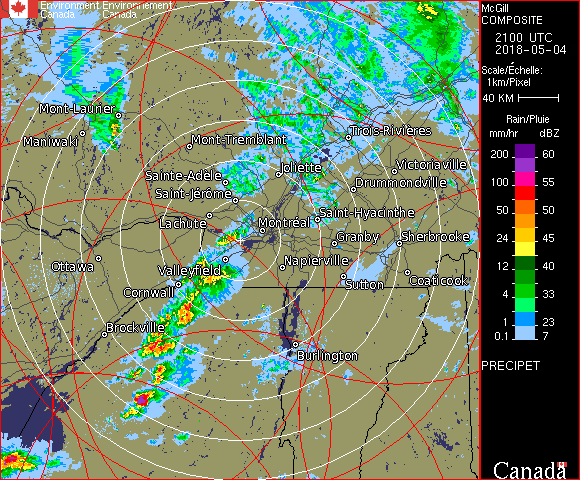 Environment Environnement
Canada Canada
Mont-Laurier
Maniwaki
Mont-Tremblant
Trois-Rivières
Sainte-Adèle
Joliette
Victoriaville
Saint-Jérôme
Drummondville
Lachute
Montréal
Saint-Hyacinthe
Granby
Sherbrooke
Ottawa
Valleyfield
Napierville
Cornwall
Sutton
Coaticook
Brockville
Burlington
McGill
COMPOSITE
2100 UTC
2018-05-04
Scale/Échelle:
1km/Pixel
40 KM
Rain/Pluie
mm/hr dBZ
200 60
100 55
50 50
24 45
12 40
4 33
1 23
0.1 7
PRECIPET
Canada